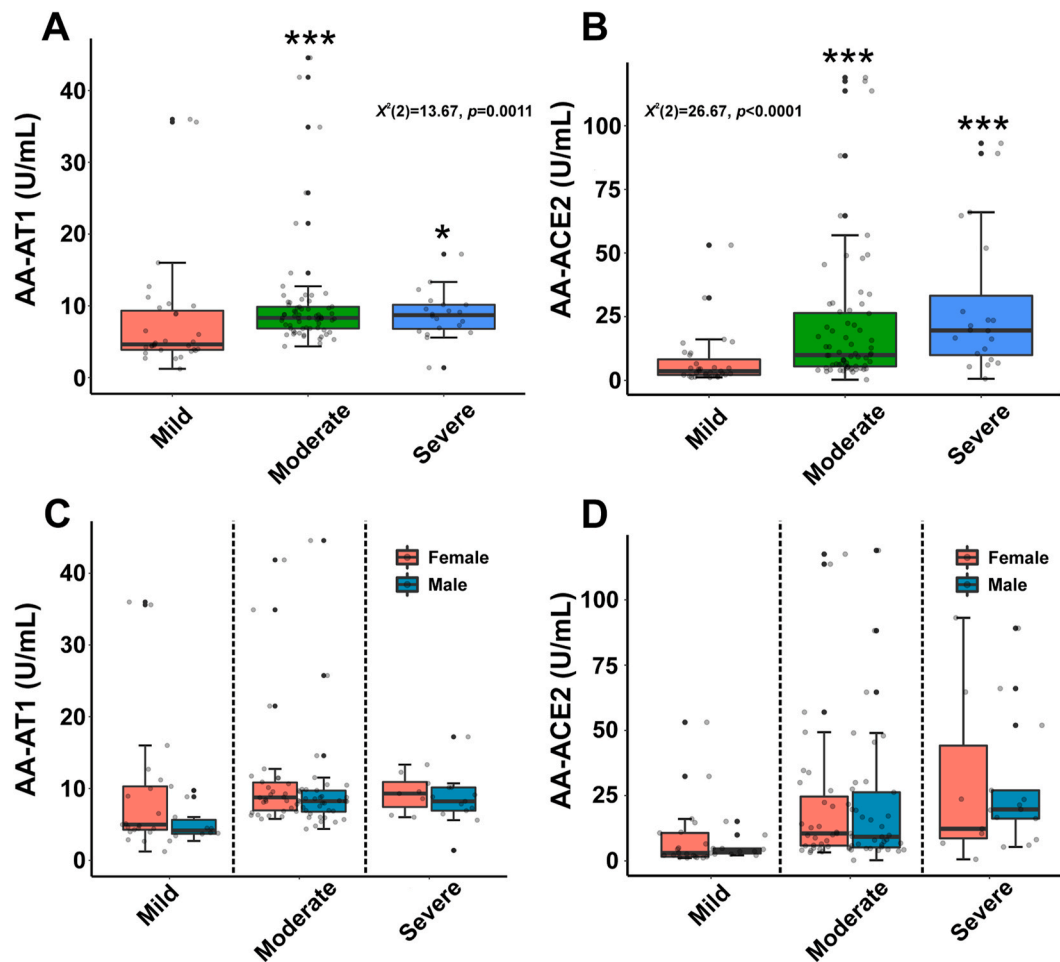 A
***
40
X²(2)=13.67, p=0.0011
30
20
*
10
0
AA-AT1 (U/mL)
Mild
Moderate
Severe
B
***
X²(2)=26.67, p<0.0001
***
100
75
50
25
0
AA-ACE2 (U/mL)
Mild
Moderate
Severe
C
Female
Male
40
30
20
10
0
AA-AT1 (U/mL)
Mild
Moderate
Severe
D
Female
Male
100
75
50
25
0
AA-ACE2 (U/mL)
Mild
Moderate
Severe